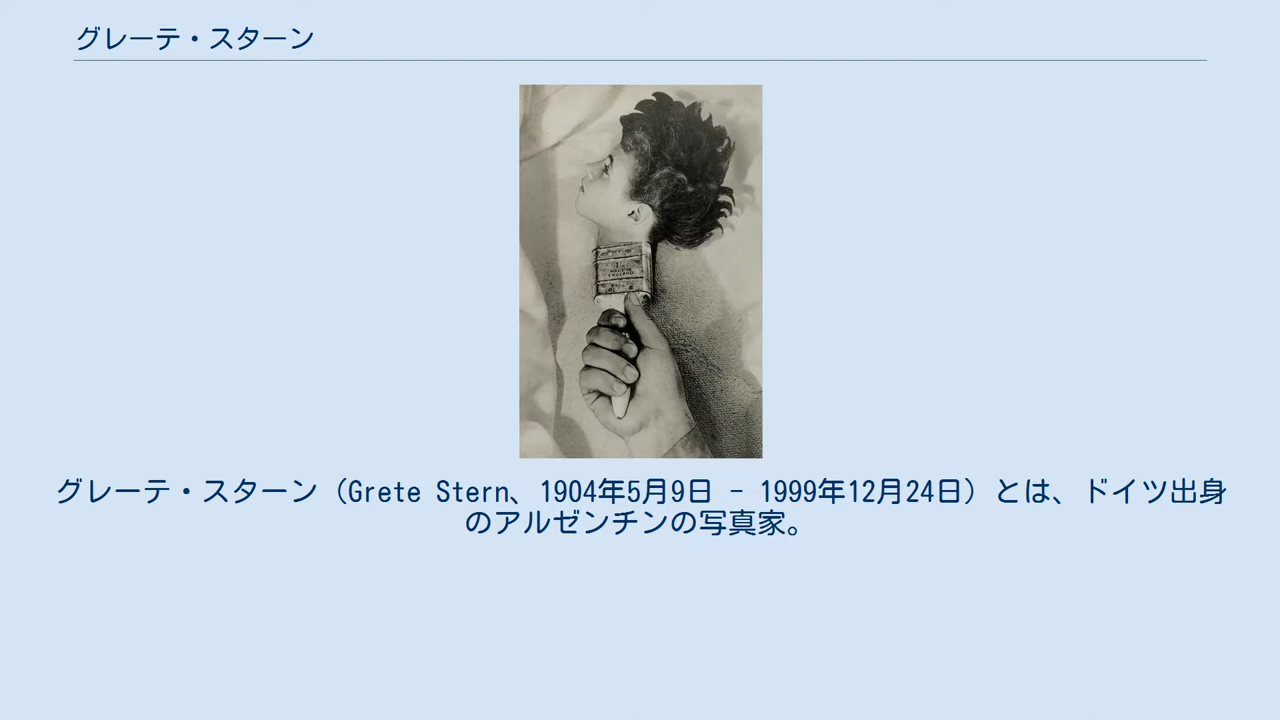 グレーテ・スターン
グレーテ・スターン（Grete Stern、1904年5月9日 - 1999年12月24日）とは、ドイツ出身
のアルゼンチンの写真家。